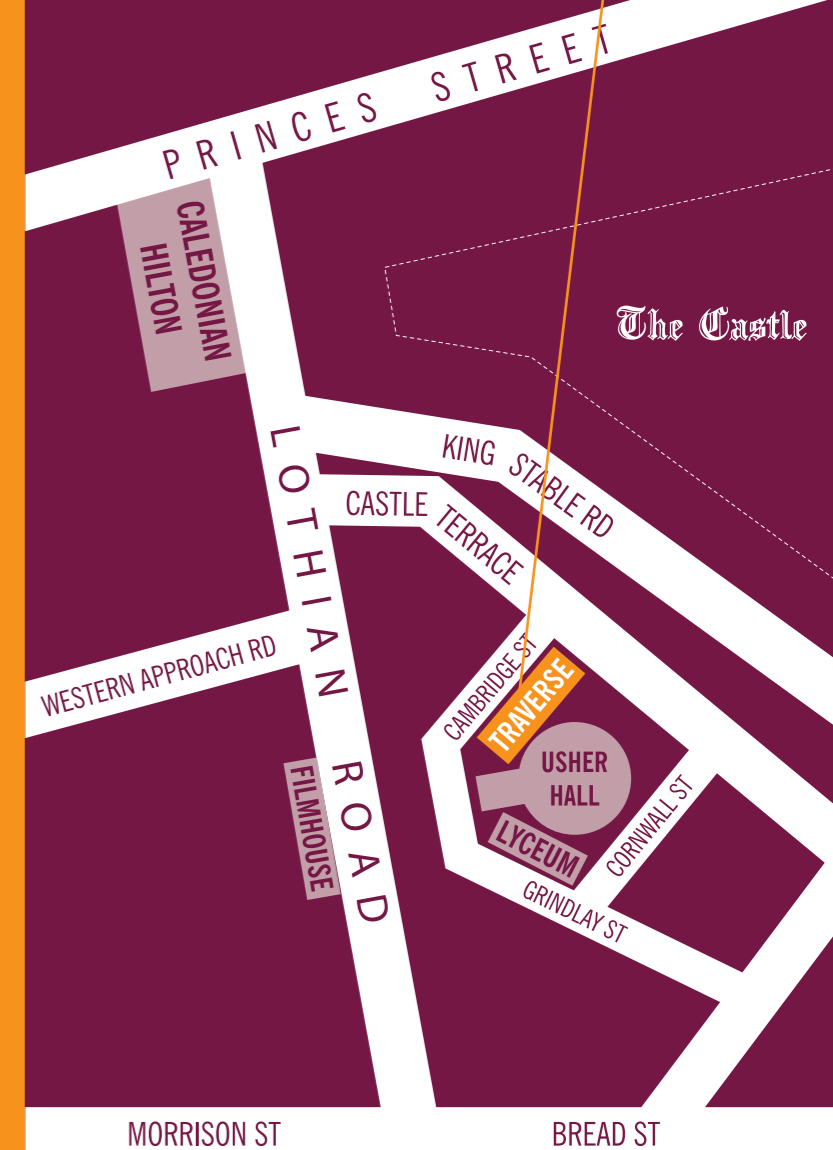 PRINCES STREET
CALEDONIAN
HILTON
The Castle
KING STABLE RD
CASTLE TERRACE
LOTHIAN ROAD
WESTERN APPROACH RD
CAMBRIDGE ST
TRAVERSE
USHER
HALL
FILMHOUSE
LYCEUM
CORNWALL ST
GRINDLAY ST
MORRISON ST
BREAD ST